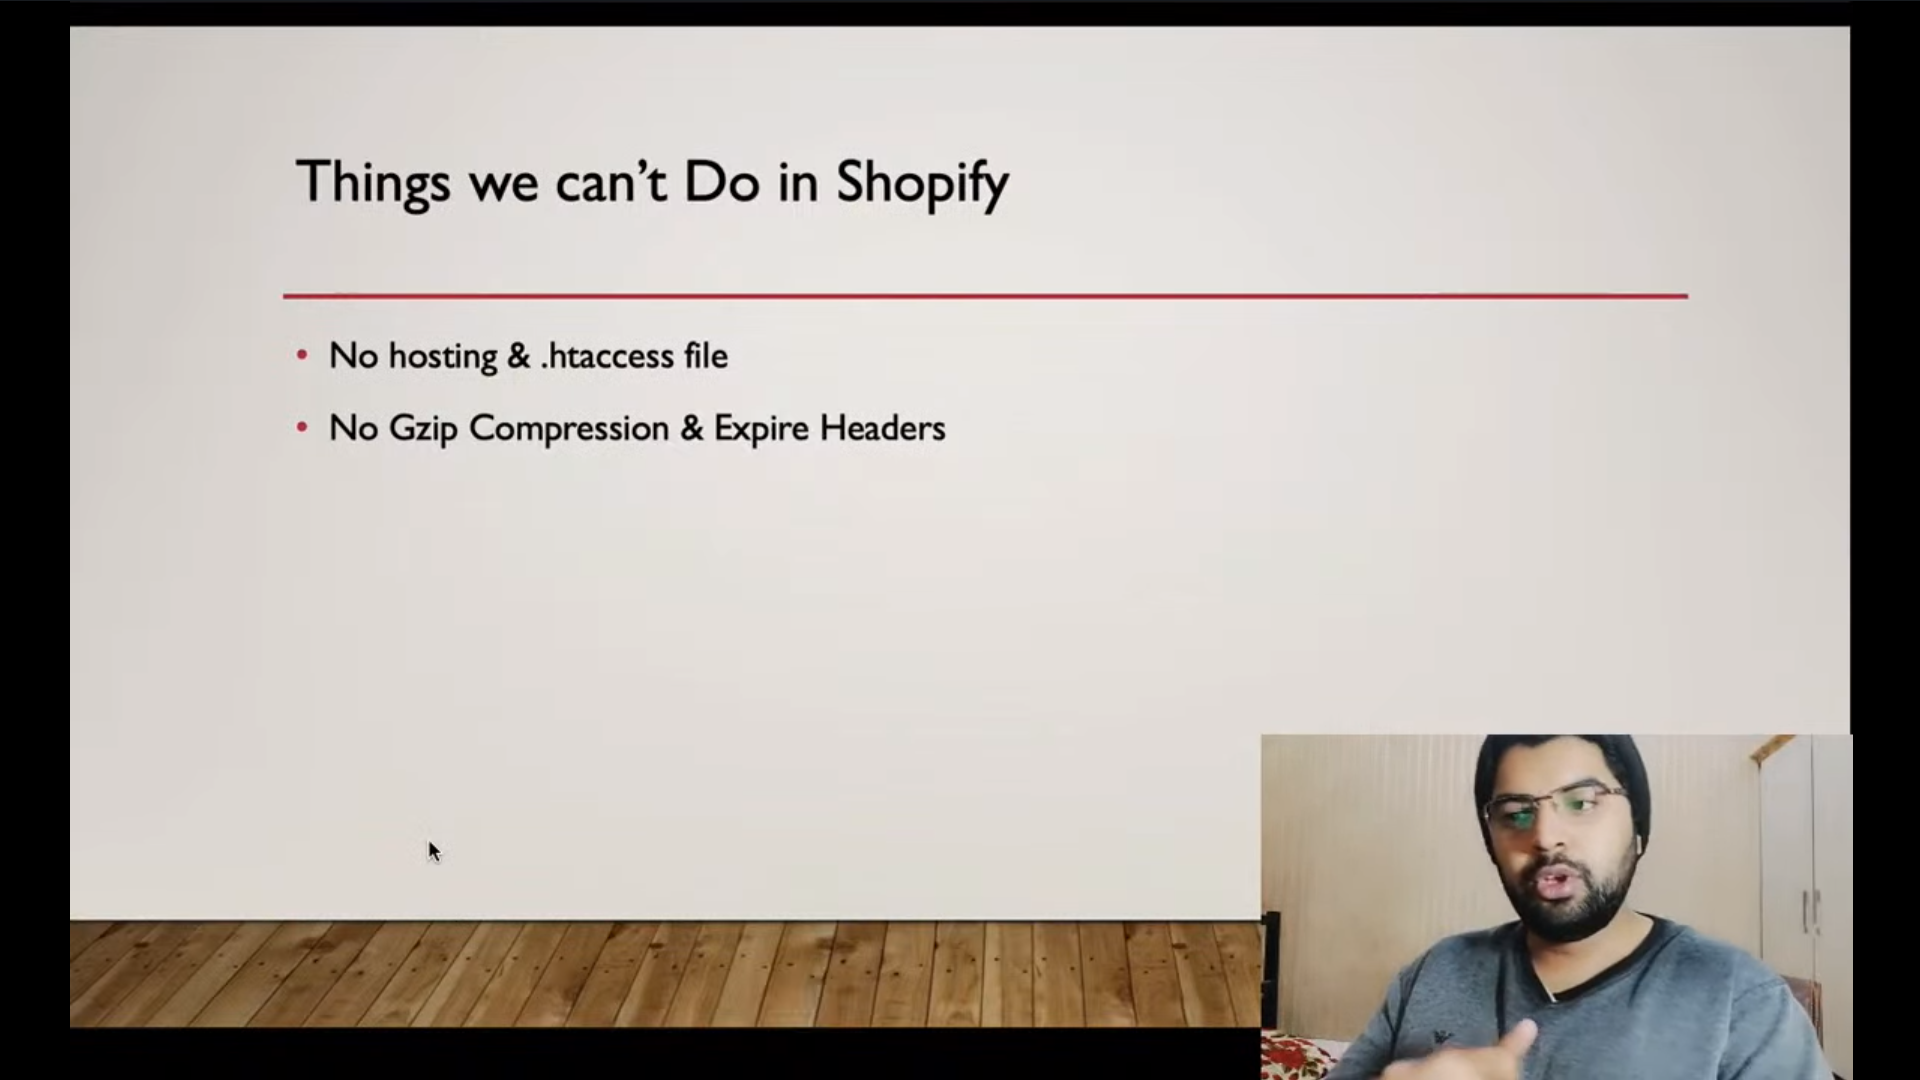 Things we can't Do in Shopify
• No hosting & .htaccess file
• No Gzip Compression & Expire Headers